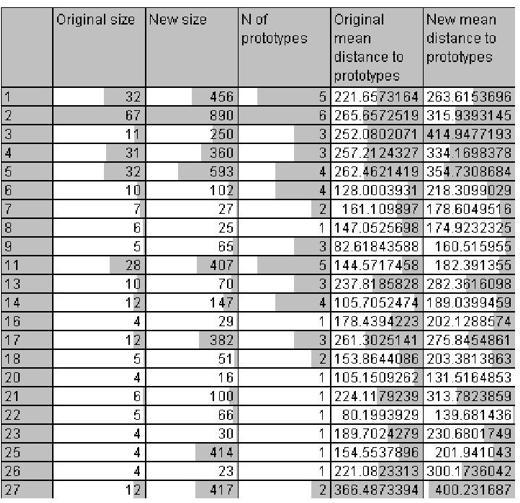 Original size New size N of prototypes Original mean distance to prototypes New mean distance to prototypes
1 32 456 5 221.6573164 263.6153696
2 67 890 6 265.6572519 315.9393145
3 11 250 3 252.0802071 414.9477193
4 31 360 3 257.2124327 334.1698378
5 32 593 4 262.4621419 354.7308684
6 10 102 4 128.0003931 218.3099029
7 7 27 2 161.109897 178.6049516
8 6 25 1 147.0525698 174.9232325
9 5 65 3 82.61843588 160.515955
11 28 407 5 144.5717458 182.391355
13 10 70 3 237.8185828 282.3616098
14 12 147 4 105.7052474 189.0399459
16 4 29 1 178.4394223 202.1288574
17 12 382 3 261.3025141 275.8454861
18 5 51 2 153.8644086 203.3813863
20 4 16 1 105.1509262 131.5164853
21 6 100 1 224.1179239 313.7823859
22 5 66 1 80.1993929 139.681436
23 4 30 1 189.7024279 230.6801749
25 4 414 1 154.5537896 201.941043
26 4 23 1 221.0823313 300.1736042
27 12 417 2 366.4873394 400.231687